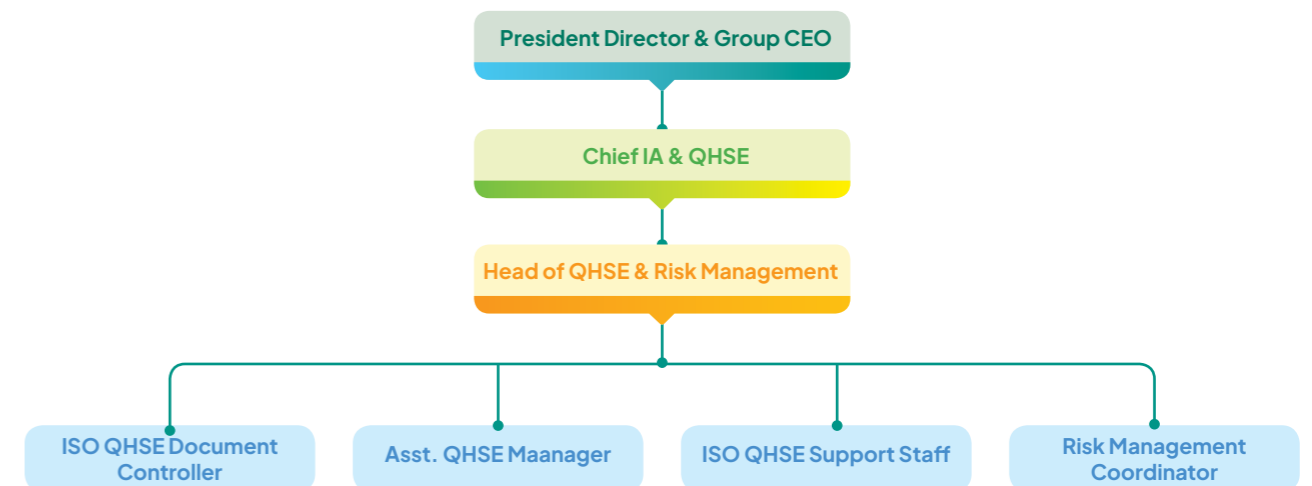 President Director & Group CEO
Chief IA & QHSE
Head of QHSE & Risk Management
ISO QHSE Document
Controller
Asst. QHSE Maanager
ISO QHSE Support Staff
Risk Management
Coordinator